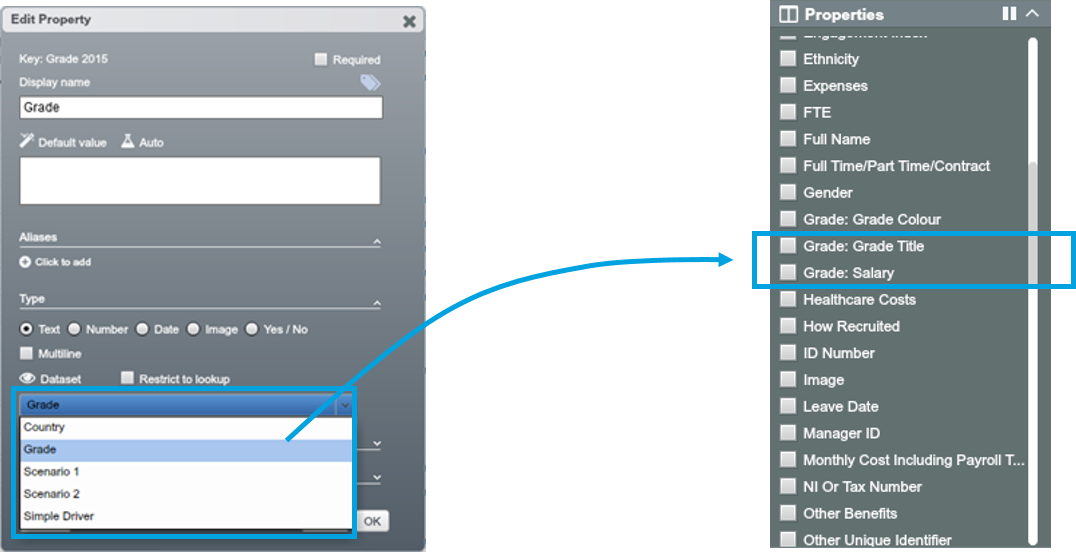 Edit Property
Key: Grade 2015
Required
Display name
Grade
Default value
Auto
Aliases
Click to add
Type
Text
Number
Date
Image
Yes / No
Multiline
Dataset
Restrict to lookup
Grade
Country
Grade
Scenario 1
Scenario 2
Simple Driver
OK
Properties
Engagement Index
Ethnicity
Expenses
FTE
Full Name
Full Time/Part Time/Contract
Gender
Grade: Grade Colour
Grade: Grade Title
Grade: Salary
Healthcare Costs
How Recruited
ID Number
Image
Leave Date
Manager ID
Monthly Cost Including Payroll T...
NI Or Tax Number
Other Benefits
Other Unique Identifier